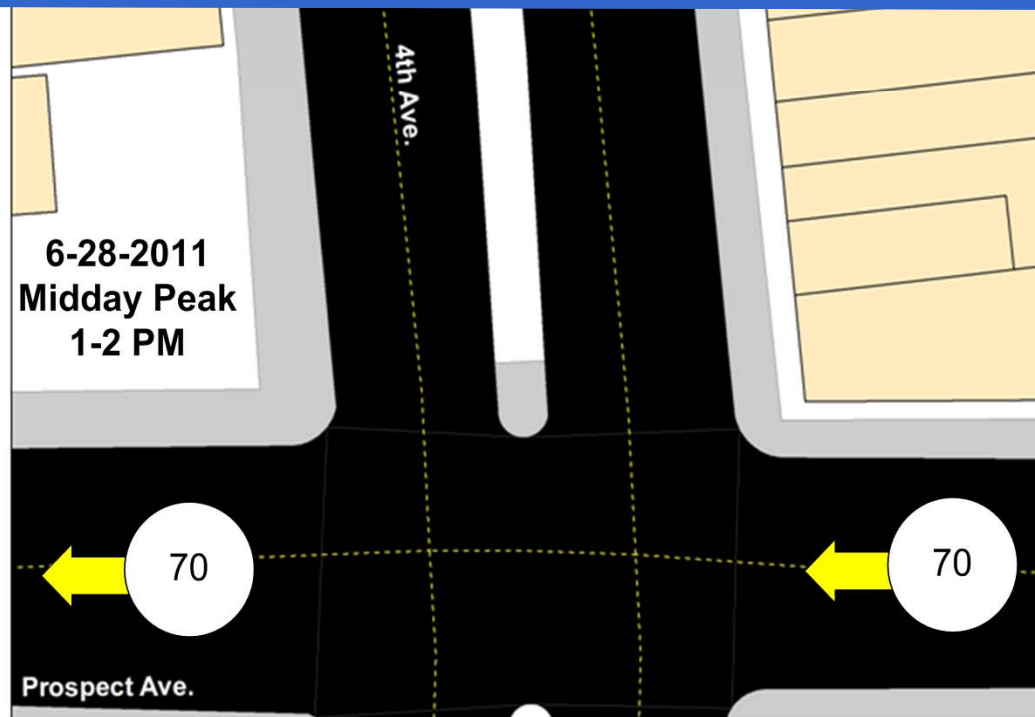 4th Ave.
6-28-2011
Midday Peak
1-2 PM
70
70
Prospect Ave.